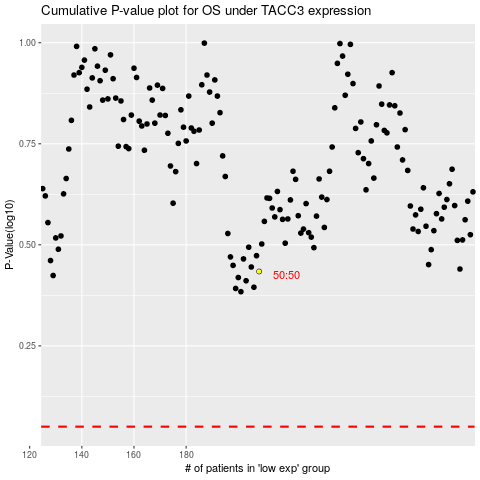 Cumulative P-value plot for OS under TACC3 expression
P-Value(log10)
1.00
0.75
0.50
0.25
50:50
120 140 160 180
# of patients in 'low exp' group